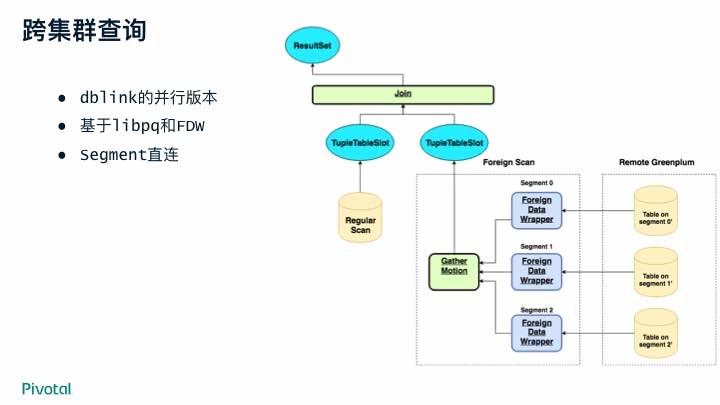 跨集群查询
● dblink的并行版本
● 基于libpq和FDW
● Segment直连
ResultSet
Join
TupleTableSlot
TupleTableSlot
Regular
Scan
Foreign Scan
Remote Greenplum
Segment 0
Foreign
Data
Wrapper
Table on
segment 0'
Segment 1
Gather
Motion
Foreign
Data
Wrapper
Table on
segment 1'
Segment 2
Foreign
Data
Wrapper
Table on
segment 2'
Pivotal